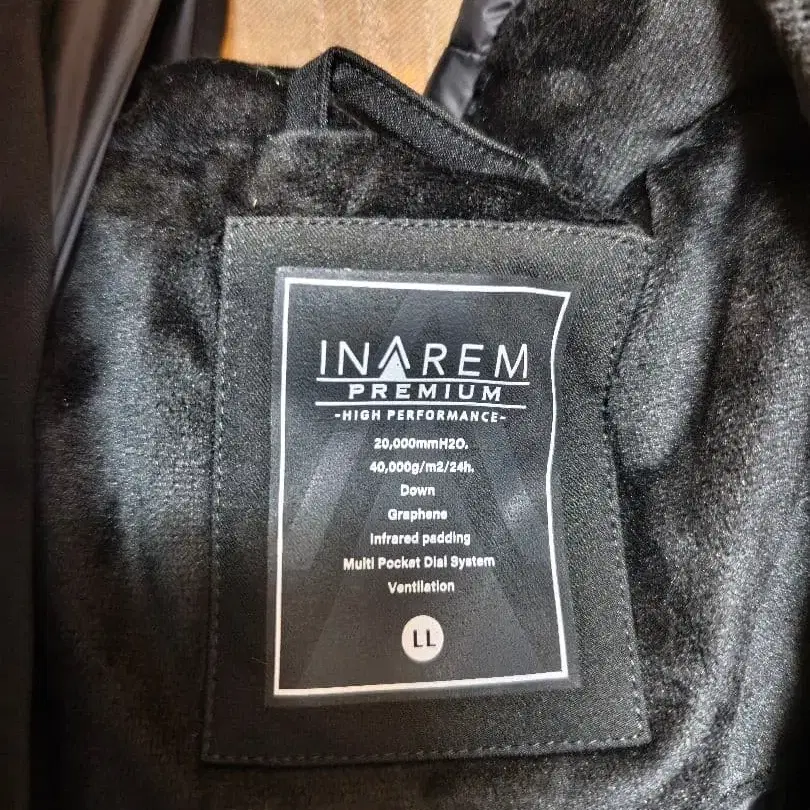 INAREM
PREMIUM
-HIGH PERFORMANCE-
20,000mmH2O.
40,000g/m2/24h.
Down
Graphene
Infrared padding
Multi Pocket Dial System
Ventilation
LL